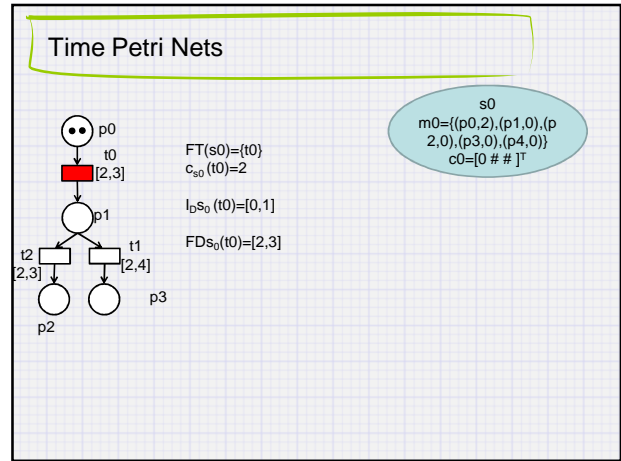 Time Petri Nets
s0
m0={(p0,2),(p1,0),(p
2,0),(p3,0),(p4,0)}
c0=[0 # # ]ᵀ
p0
t0
[2,3]
FT(s0)={t0}
cₛ₀ (t0)=2
I_Ds₀ (t0)=[0,1]
FDs₀(t0)=[2,3]
p1
t2
[2,3]
t1
[2,4]
p3
p2